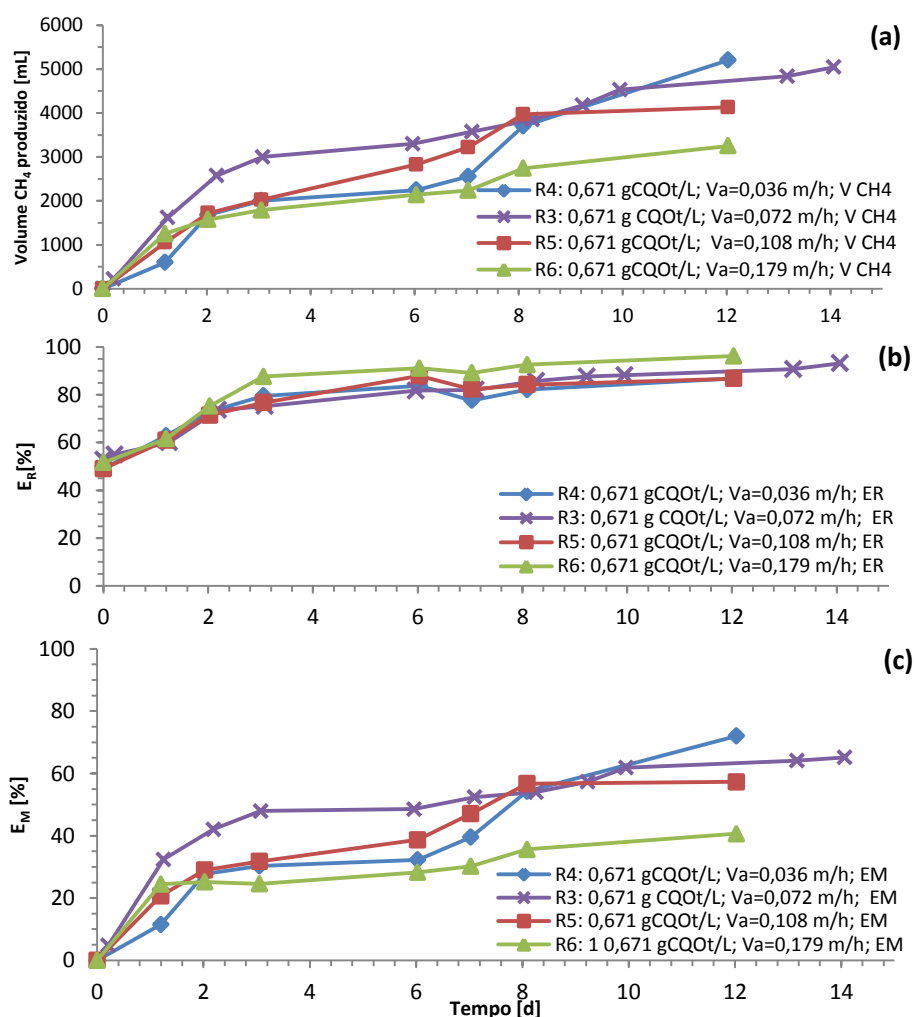 (a)
Volume CH4 produzido [mL]
6000
5000
4000
3000
2000
1000
0
R4: 0,671 gCQOt/L; Va=0,036 m/h; V CH4
R3: 0,671 g CQOt/L; Va=0,072 m/h; V CH4
R5: 0,671 gCQOt/L; Va=0,108 m/h; V CH4
R6: 0,671 gCQOt/L; Va=0,179 m/h; V CH4
0 2 4 6 8 10 12 14
(b)
ER[%]
100
80
60
40
20
0
R4: 0,671 gCQOt/L; Va=0,036 m/h; ER
R3: 0,671 g CQOt/L; Va=0,072 m/h; ER
R5: 0,671 gCQOt/L; Va=0,108 m/h; ER
R6: 0,671 gCQOt/L; Va=0,179 m/h; ER
0 2 4 6 8 10 12 14
(c)
EM [%]
100
80
60
40
20
0
R4: 0,671 gCQOt/L; Va=0,036 m/h; EM
R3: 0,671 g CQOt/L; Va=0,072 m/h; EM
R5: 0,671 gCQOt/L; Va=0,108 m/h; EM
R6: 1 0,671 gCQOt/L; Va=0,179 m/h; EM
0 2 4 6 8 10 12 14
Tempo [d]